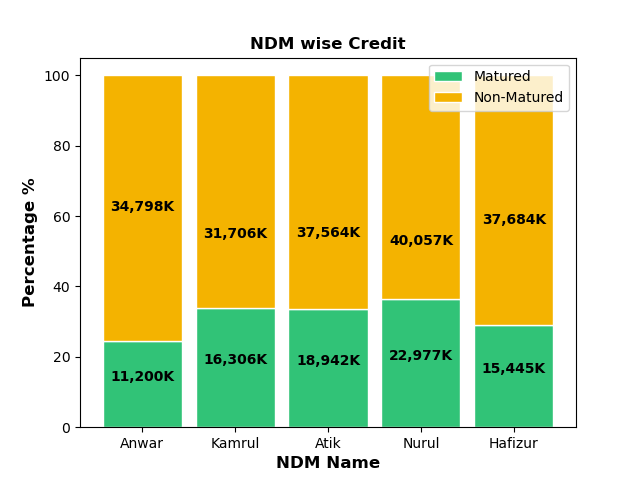 NDM wise Credit
Matured
Non-Matured
Percentage %
100
80
60
40
20
0
34,798K
31,706K
37,564K
40,057K
37,684K
11,200K
16,306K
18,942K
22,977K
15,445K
Anwar
Kamrul
Atik
Nurul
Hafizur
NDM Name